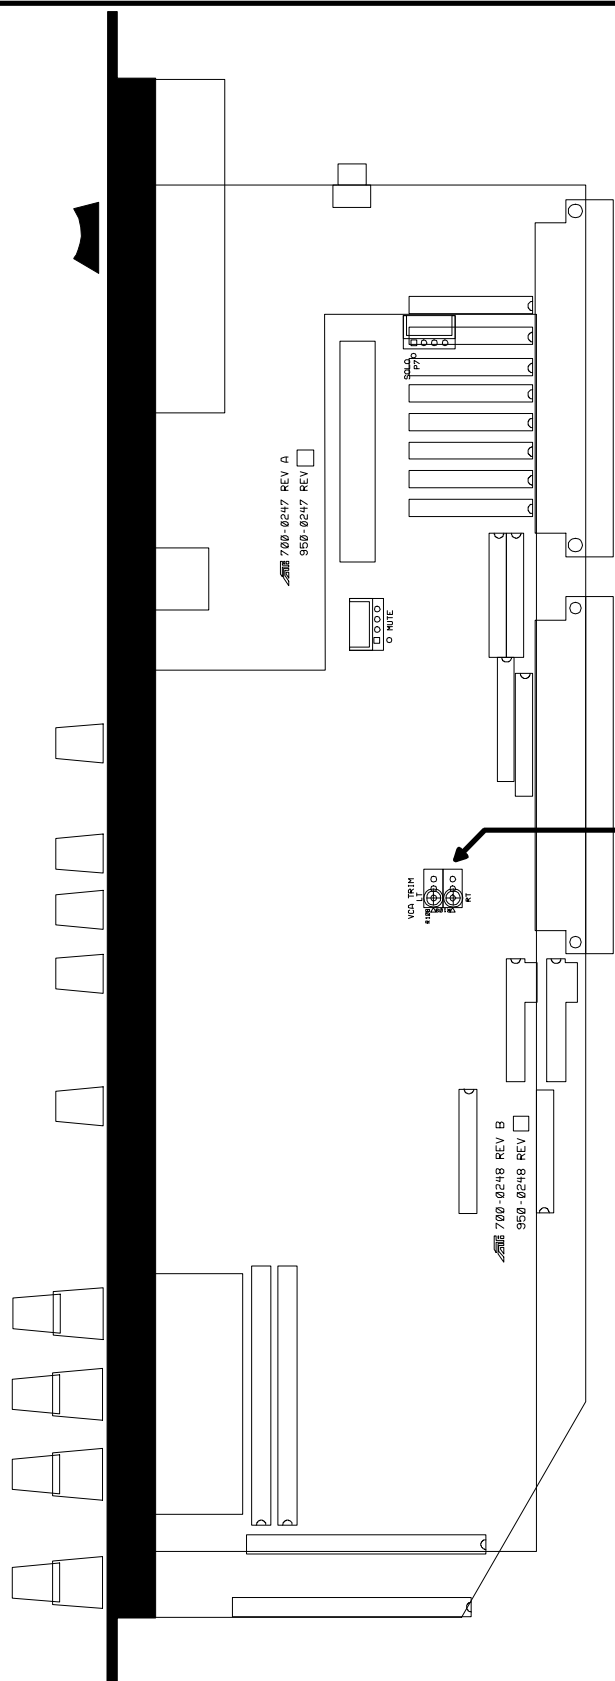 SOLO
P7
700-0247 REV A
950-0247 REV
MUTE
VCA TRIM
LT
RT
700-0248 REV B
950-0248 REV